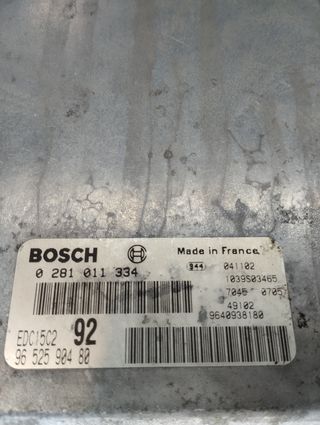 BOSCH
Made in France
0 281 011 334
944 041102
1039S03465
7045 0705
49102
9640938180
EDC15C2 92
96 525 904 80